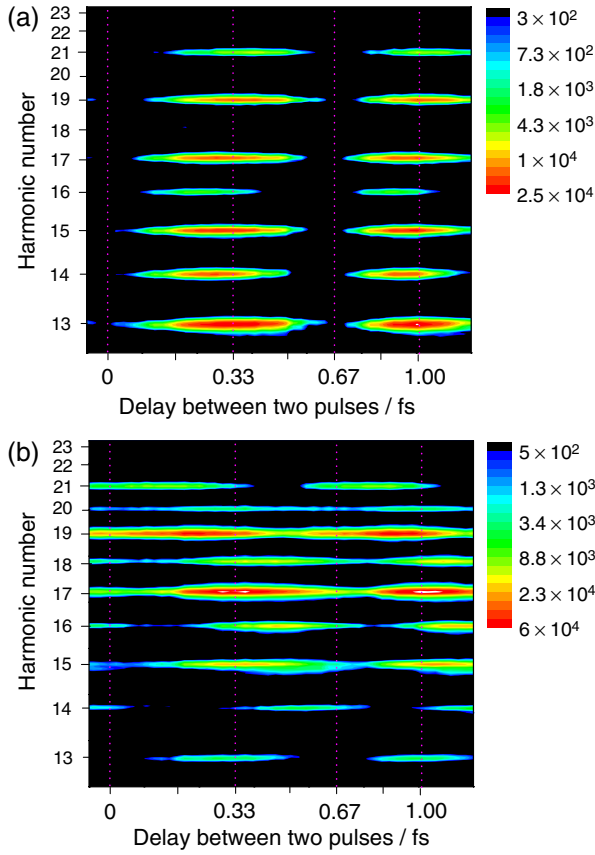 (a)
23
22
21
20
19
18
17
16
15
14
13
Harmonic number
0 0.33 0.67 1.00
Delay between two pulses / fs
3 × 10²
7.3 × 10²
1.8 × 10³
4.3 × 10³
1 × 10⁴
2.5 × 10⁴
(b)
23
22
21
20
19
18
17
16
15
14
13
Harmonic number
0 0.33 0.67 1.00
Delay between two pulses / fs
5 × 10²
1.3 × 10³
3.4 × 10³
8.8 × 10³
2.3 × 10⁴
6 × 10⁴